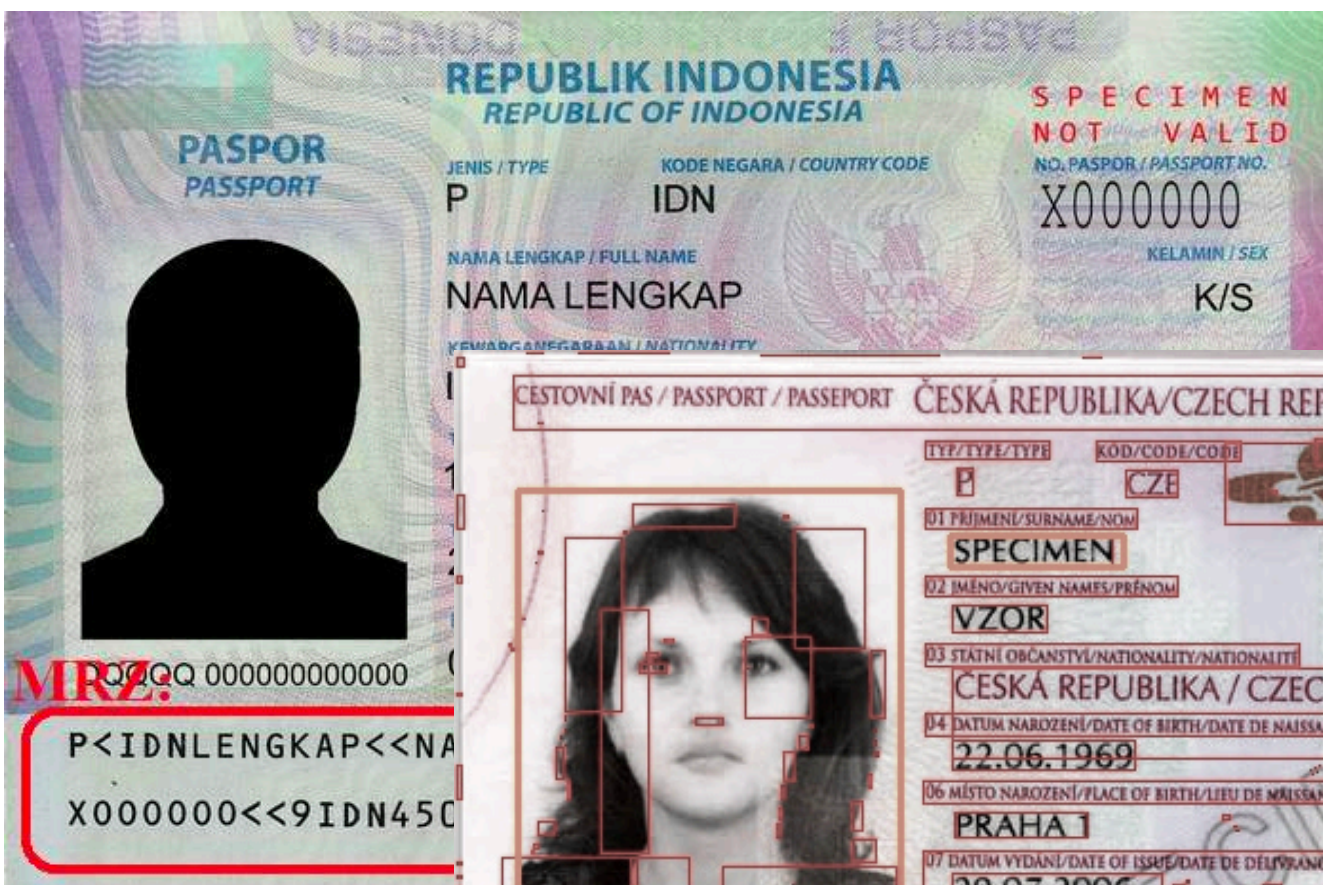 REPUBLIK INDONESIA
REPUBLIC OF INDONESIA
SPECIMEN
NOT VALID
PASPOR
PASSPORT
JENIS / TYPE
KODE NEGARA / COUNTRY CODE
NO. PASPOR / PASSPORT NO.
P
IDN
X000000
NAMA LENGKAP / FULL NAME
KELAMIN / SEX
NAMA LENGKAP
K/S
KEWARGANEGARAAN / NATIONALITY
QQQQQ 000000000000
MRZ:
P<IDNLENGKAP<<NA
X000000<<9IDN450
CESTOVNÍ PAS / PASSPORT / PASSEPORT
ČESKÁ REPUBLIKA/CZECH REP
TYP/TYPE/TYPE
KÓD/CODE/CODE
P
CZE
01 PŘÍJMENÍ/SURNAME/NOM
SPECIMEN
02 JMÉNO/GIVEN NAMES/PRÉNOM
VZOR
03 STÁTNÍ OBČANSTVÍ/NATIONALITY/NATIONALITÉ
ČESKÁ REPUBLIKA / CZEC
04 DATUM NAROZENÍ/DATE OF BIRTH/DATE DE NAISSA
22.06.1969
06 MÍSTO NAROZENÍ/PLACE OF BIRTH/LIEU DE NAISSAN
PRAHA 1
07 DATUM VYDÁNÍ/DATE OF ISSUE/DATE DE DÉLIVRANC